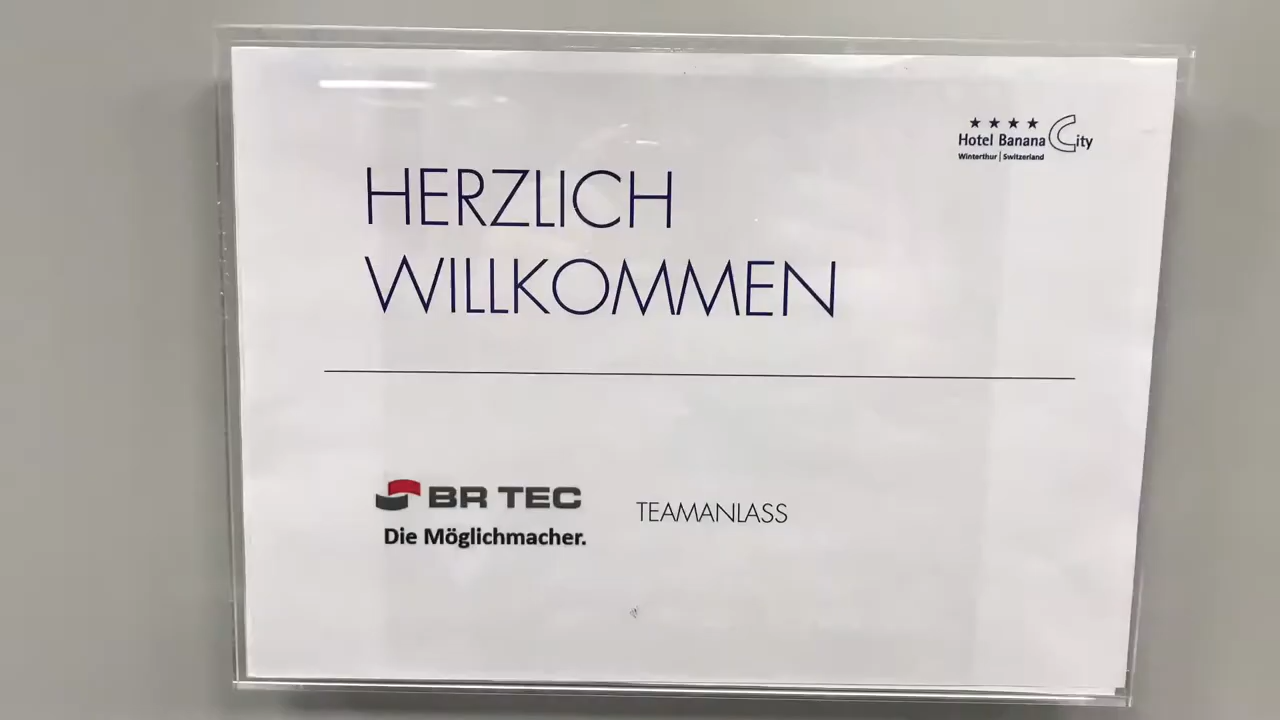 ★★★★
Hotel Banana City
Winterthur | Switzerland
HERZLICH
WILLKOMMEN
BR TEC
Die Möglichmacher.
TEAMANLASS